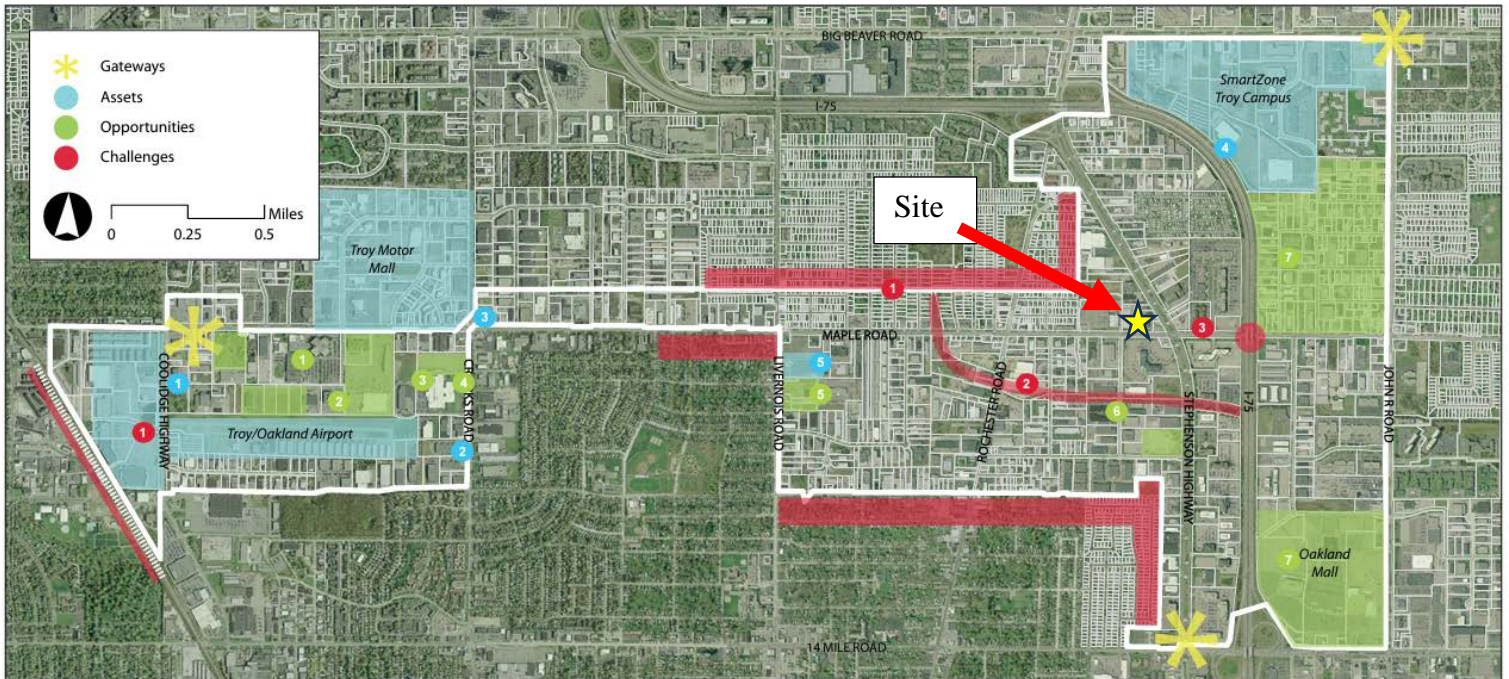 Gateways
Assets
Opportunities
Challenges
Miles
0 0.25 0.5
BIG BEAVER ROAD
I-75
SmartZone
Troy Campus
4
Site
Troy Motor
Mall
7
1
3
3
MAPLE ROAD
1
5
COOLIDGE HIGHWAY
1
3
4
2
5
2
6
LIVERNOIS ROAD
ROCHESTER ROAD
STEPHENSON HIGHWAY
I-75
JOHN R ROAD
1
Troy/Oakland Airport
2
KS ROAD
7
Oakland
Mall
14 MILE ROAD